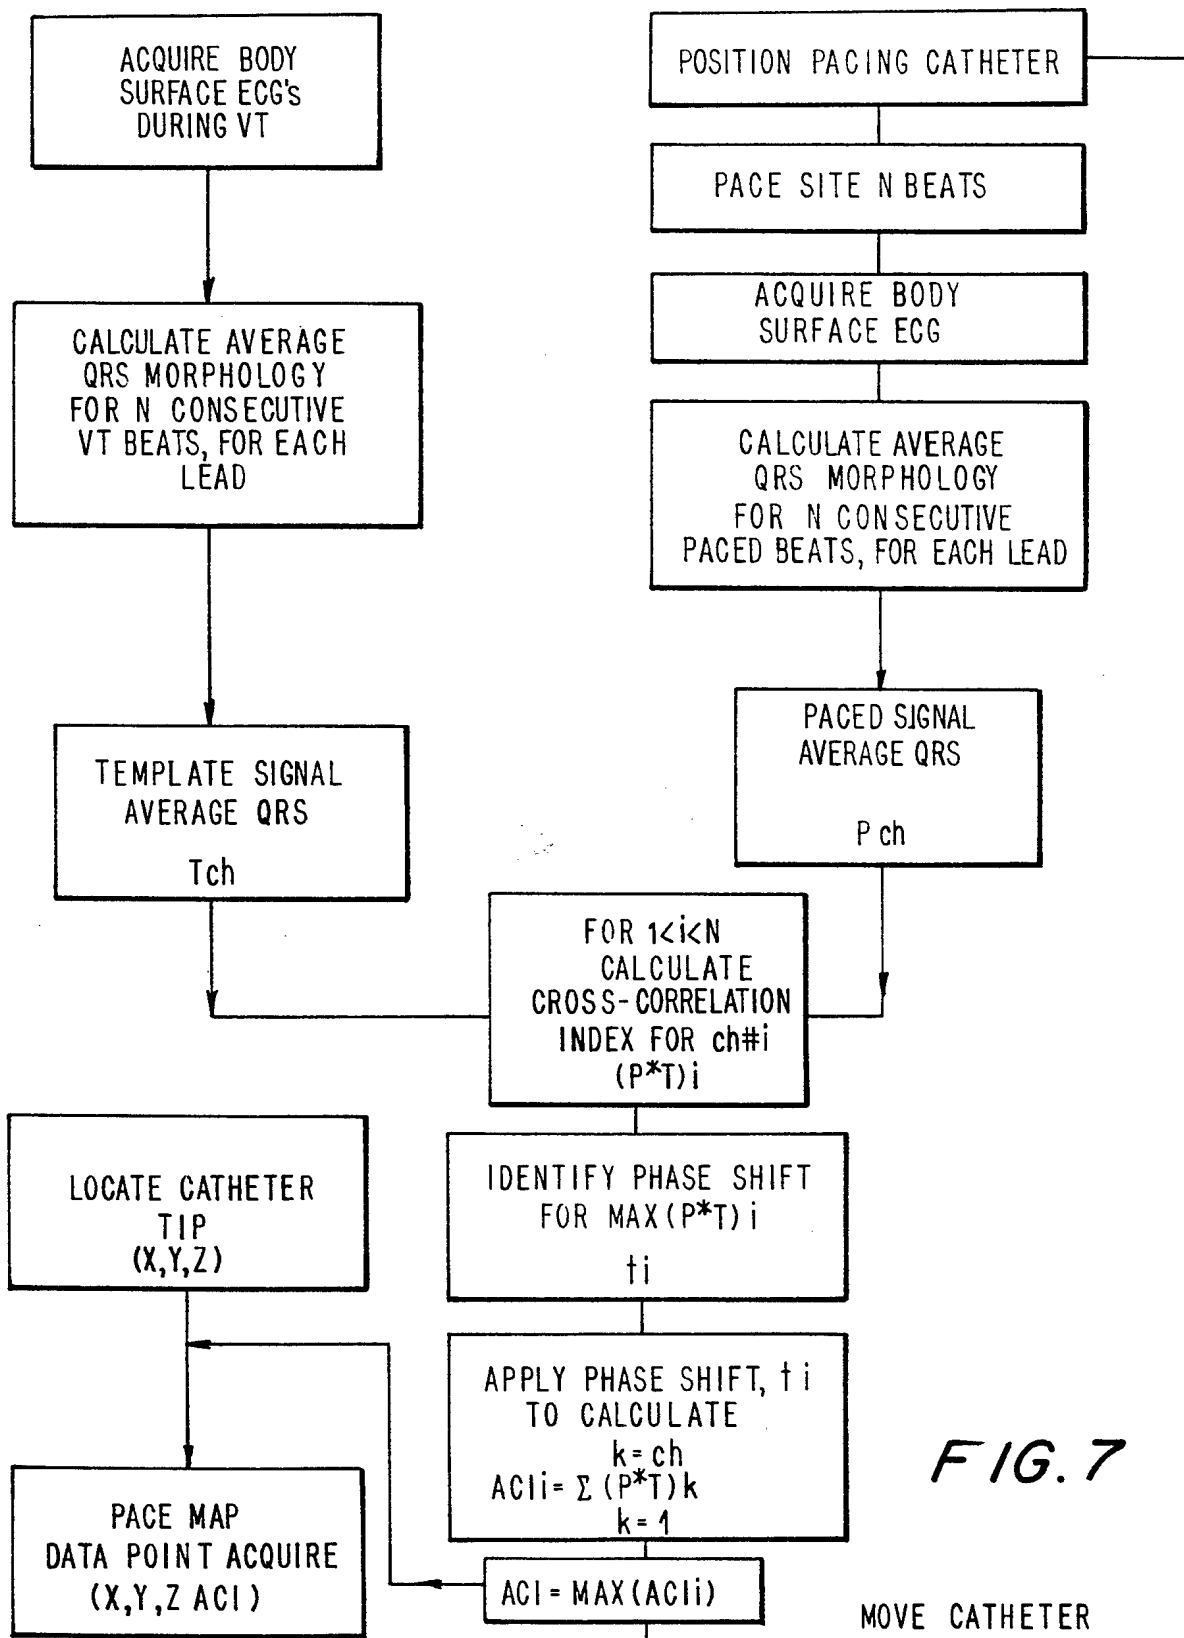 ACQUIRE BODY
SURFACE ECG's
DURING VT
CALCULATE AVERAGE
QRS MORPHOLOGY
FOR N CONSECUTIVE
VT BEATS, FOR EACH
LEAD
TEMPLATE SIGNAL
AVERAGE QRS
Tch
POSITION PACING CATHETER
PACE SITE N BEATS
ACQUIRE BODY
SURFACE ECG
CALCULATE AVERAGE
QRS MORPHOLOGY
FOR N CONSECUTIVE
PACED BEATS, FOR EACH LEAD
PACED SIGNAL
AVERAGE QRS
P ch
FOR 1<i<N
CALCULATE
CROSS-CORRELATION
INDEX FOR ch#i
(P*T)i
IDENTIFY PHASE SHIFT
FOR MAX(P*T)i
ti
APPLY PHASE SHIFT, ti
TO CALCULATE
k=ch
ACIi=Σ(P*T)k
k=1
ACI=MAX(ACIi)
LOCATE CATHETER
TIP
(X,Y,Z)
PACE MAP
DATA POINT ACQUIRE
(X,Y,Z ACI)
FIG. 7
MOVE CATHETER